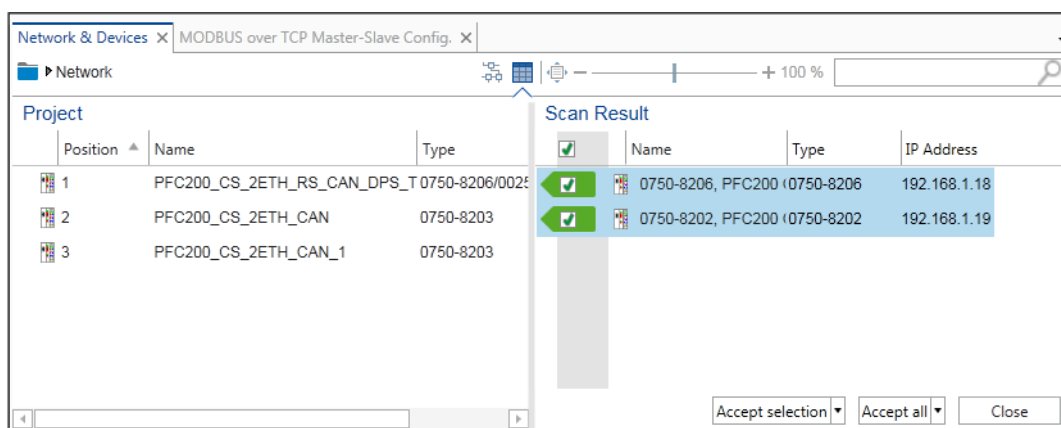 Network & Devices X MODBUS over TCP Master-Slave Config. X
Network + 100 %
Project
Position Name Type
1 PFC200_CS_2ETH_RS_CAN_DPS_T 0750-8206/0025
2 PFC200_CS_2ETH_CAN 0750-8203
3 PFC200_CS_2ETH_CAN_1 0750-8203
Scan Result
Name Type IP Address
0750-8206, PFC200 ( 0750-8206 192.168.1.18
0750-8202, PFC200 ( 0750-8202 192.168.1.19
Accept selection Accept all Close